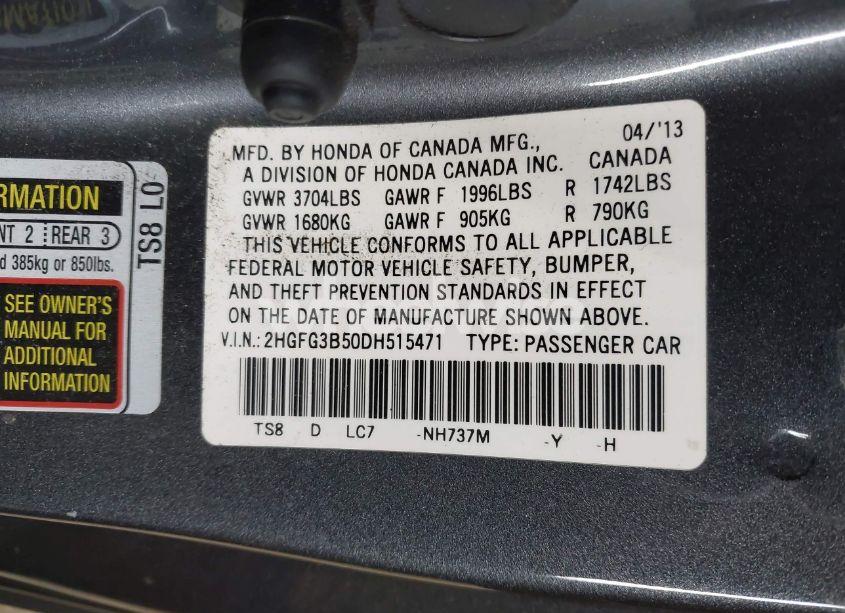 RMATION
NT 2 REAR 3
d 385kg or 850lbs.
SEE OWNER'S
MANUAL FOR
ADDITIONAL
INFORMATION
TS8 L0
04/'13
MFD. BY HONDA OF CANADA MFG.,
A DIVISION OF HONDA CANADA INC. CANADA
GVWR 3704LBS GAWR F 1996LBS R 1742LBS
GVWR 1680KG GAWR F 905KG R 790KG
THIS VEHICLE CONFORMS TO ALL APPLICABLE
FEDERAL MOTOR VEHICLE SAFETY, BUMPER,
AND THEFT PREVENTION STANDARDS IN EFFECT
ON THE DATE OF MANUFACTURE SHOWN ABOVE.
V.I.N.: 2HGFG3B50DH515471 TYPE: PASSENGER CAR
TS8 D LC7 -NH737M -Y -H